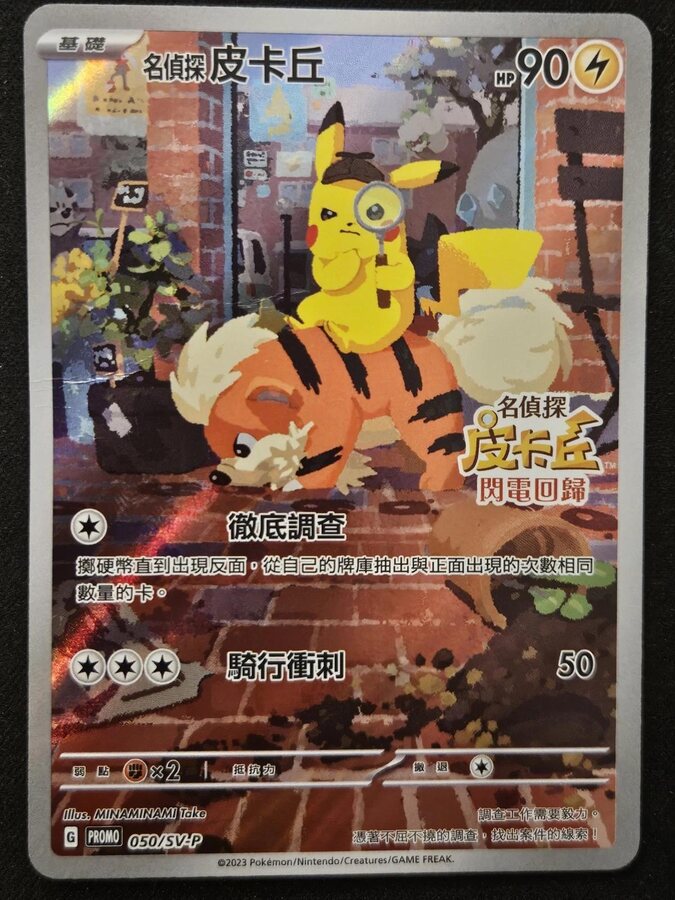 基礎
名偵探皮卡丘
HP 90
名偵探
皮卡丘 TM
閃電回歸
徹底調查
擲硬幣直到出現反面，從自己的牌庫抽出與正面出現的次數相同
數量的卡。
騎行衝刺 50
弱點 ×2 抵抗力 撤退
Illus. MINAMINAMI Take
G PROMO 050/SV-P
調查工作需要毅力。
憑著不屈不撓的調查，找出案件的線索！
©2023 Pokémon/Nintendo/Creatures/GAME FREAK.